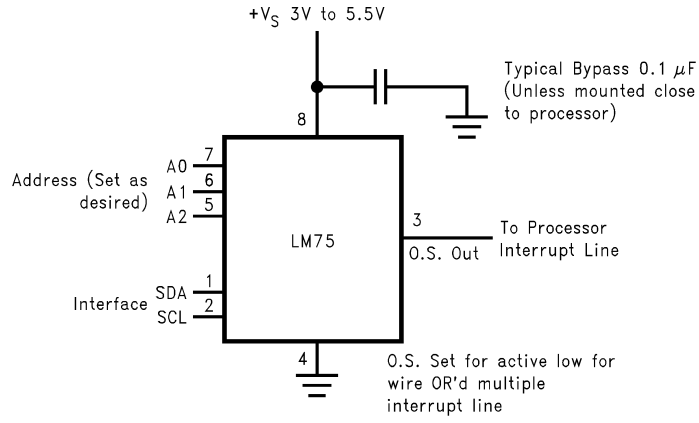 +VS 3V to 5.5V
Typical Bypass 0.1 µF
(Unless mounted close
to processor)
8
Address (Set as
desired)
A0 7
A1 6
A2 5
LM75
3
O.S. Out
To Processor
Interrupt Line
Interface
SDA 1
SCL 2
4
O.S. Set for active low for
wire OR'd multiple
interrupt line